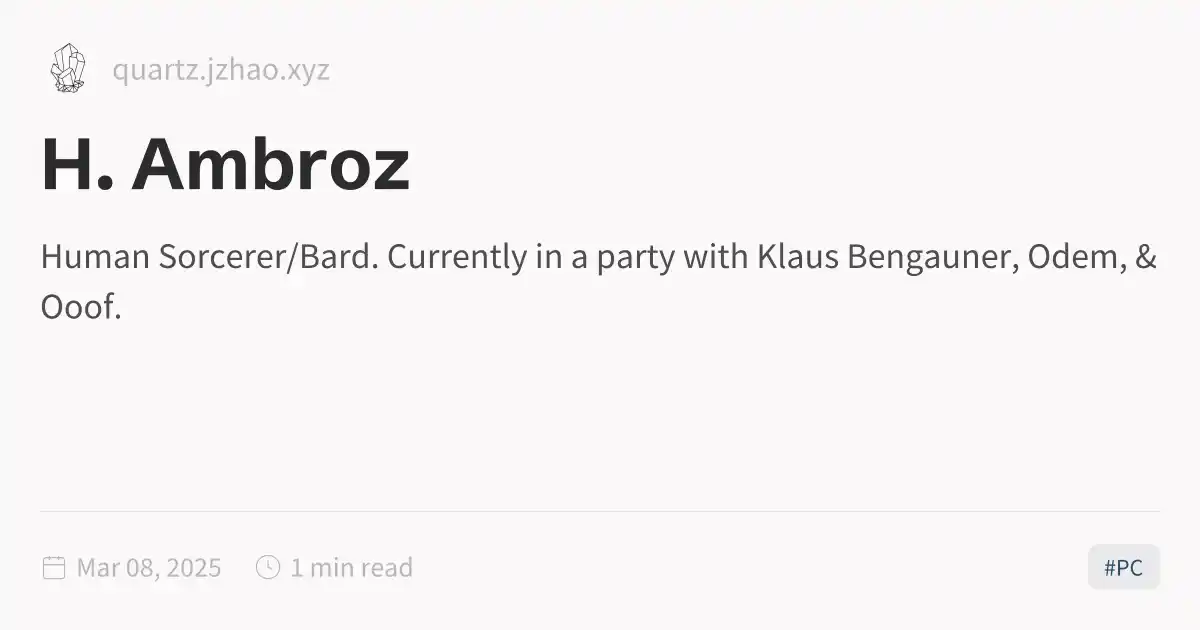 quartz.jzhao.xyz
H. Ambroz
Human Sorcerer/Bard. Currently in a party with Klaus Bengauner, Odem, &
Ooof.
Mar 08, 2025 1 min read #PC